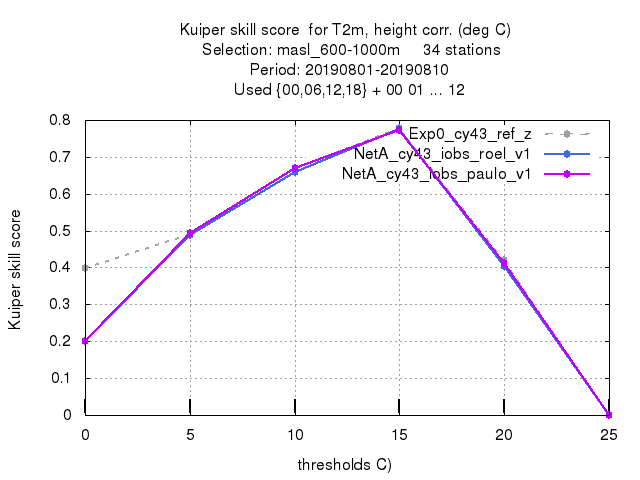 Kuiper skill score for T2m, height corr. (deg C)
Selection: masl_600-1000m 34 stations
Period: 20190801-20190810
Used {00,06,12,18} + 00 01 ... 12
Kuiper skill score
0.8
0.7
0.6
0.5
0.4
0.3
0.2
0.1
0
Exp0_cy43_ref_z
NetA_cy43_iobs_roel_v1
NetA_cy43_iobs_paulo_v1
0 5 10 15 20 25
thresholds C)